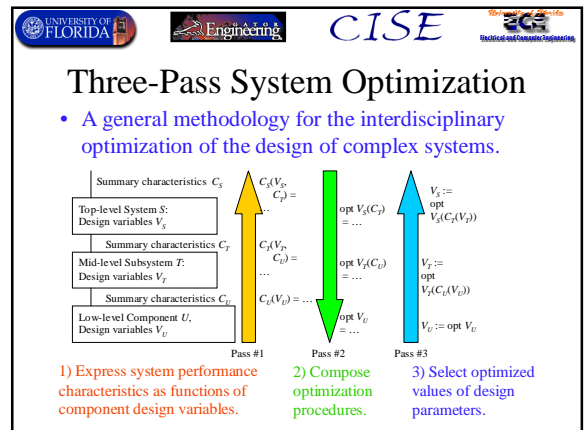 UNIVERSITY OF
FLORIDA
GATOR
Engineering
CISE
University of Florida
ECE
Electrical and Computer Engineering
Three-Pass System Optimization
• A general methodology for the interdisciplinary
optimization of the design of complex systems.
Summary characteristics C_S
Top-level System S:
Design variables V_S
Summary characteristics C_T
Mid-level Subsystem T:
Design variables V_T
Summary characteristics C_U
Low-level Component U,
Design variables V_U
C_S(V_S,
C_T) =
…
C_T(V_T,
C_U) =
…
C_U(V_U) = …
Pass #1
opt V_S(C_T)
= …
opt V_T(C_U)
= …
opt V_U
= …
Pass #2
V_S :=
opt
V_S(C_T(V_T))
V_T :=
opt
V_T(C_U(V_U))
V_U := opt V_U
Pass #3
1) Express system performance
characteristics as functions of
component design variables.
2) Compose
optimization
procedures.
3) Select optimized
values of design
parameters.